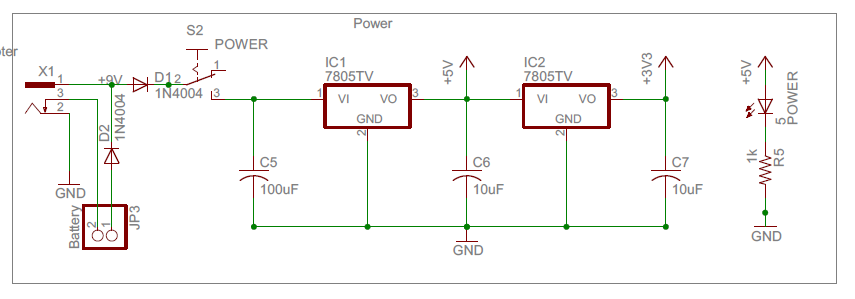 Power
oter
S2
POWER
X1
1
3
2
+9V
D1
1N4004
2
1
3
D2
1N4004
GND
Battery
2
1
JP3
IC1
7805TV
1
VI
VO
3
GND
2
C5
100uF
+5V
C6
10uF
GND
IC2
7805TV
1
VI
VO
3
GND
2
+3V3
C7
10uF
+5V
5
POWER
1k
R5
GND